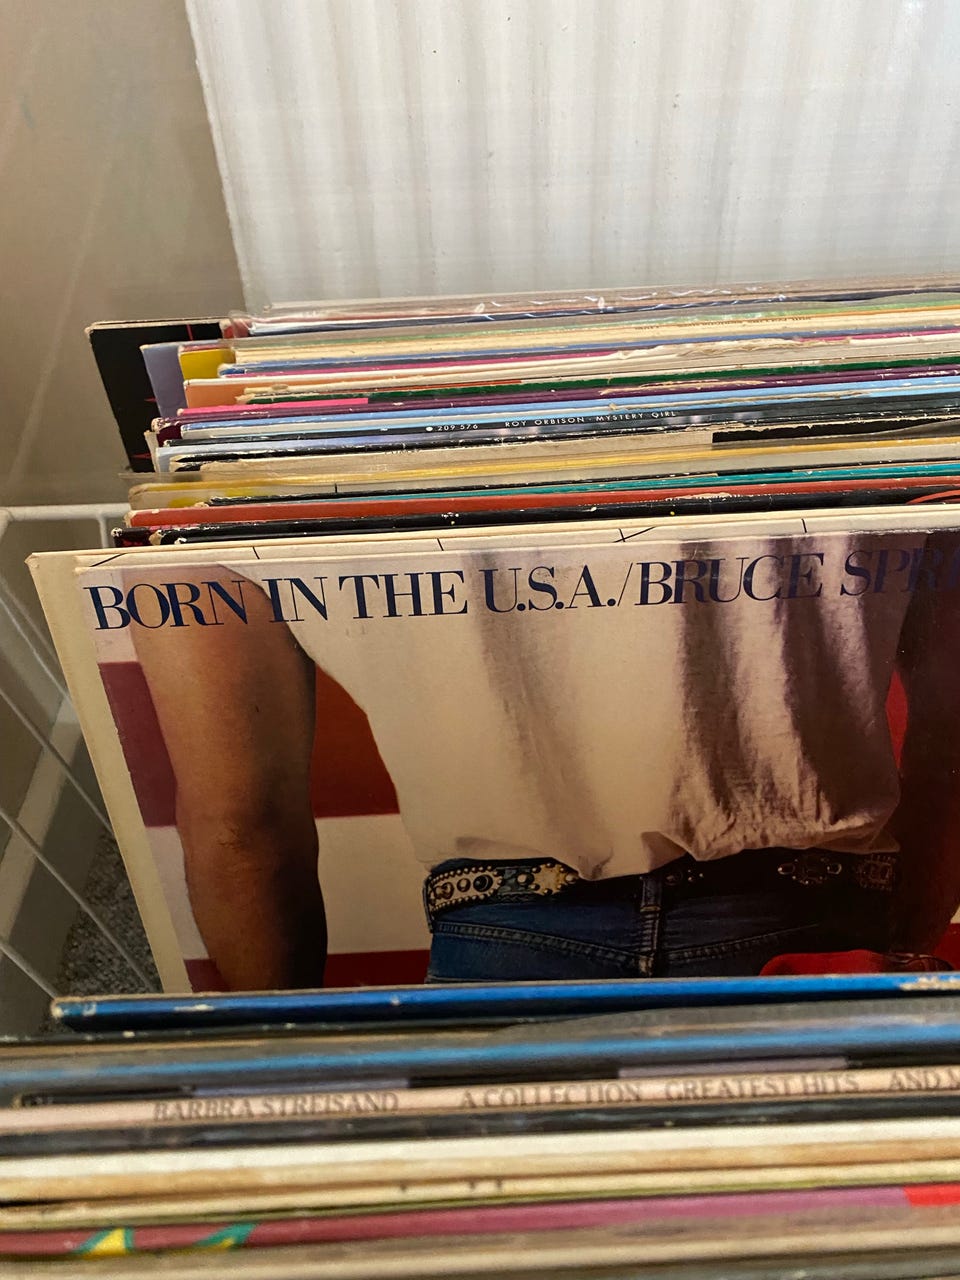 209 576 ROY ORBISON · MYSTERY GIRL
BORN IN THE U.S.A./BRUCE SPR
BARBRA STREISAND A COLLECTION GREATEST HITS AND